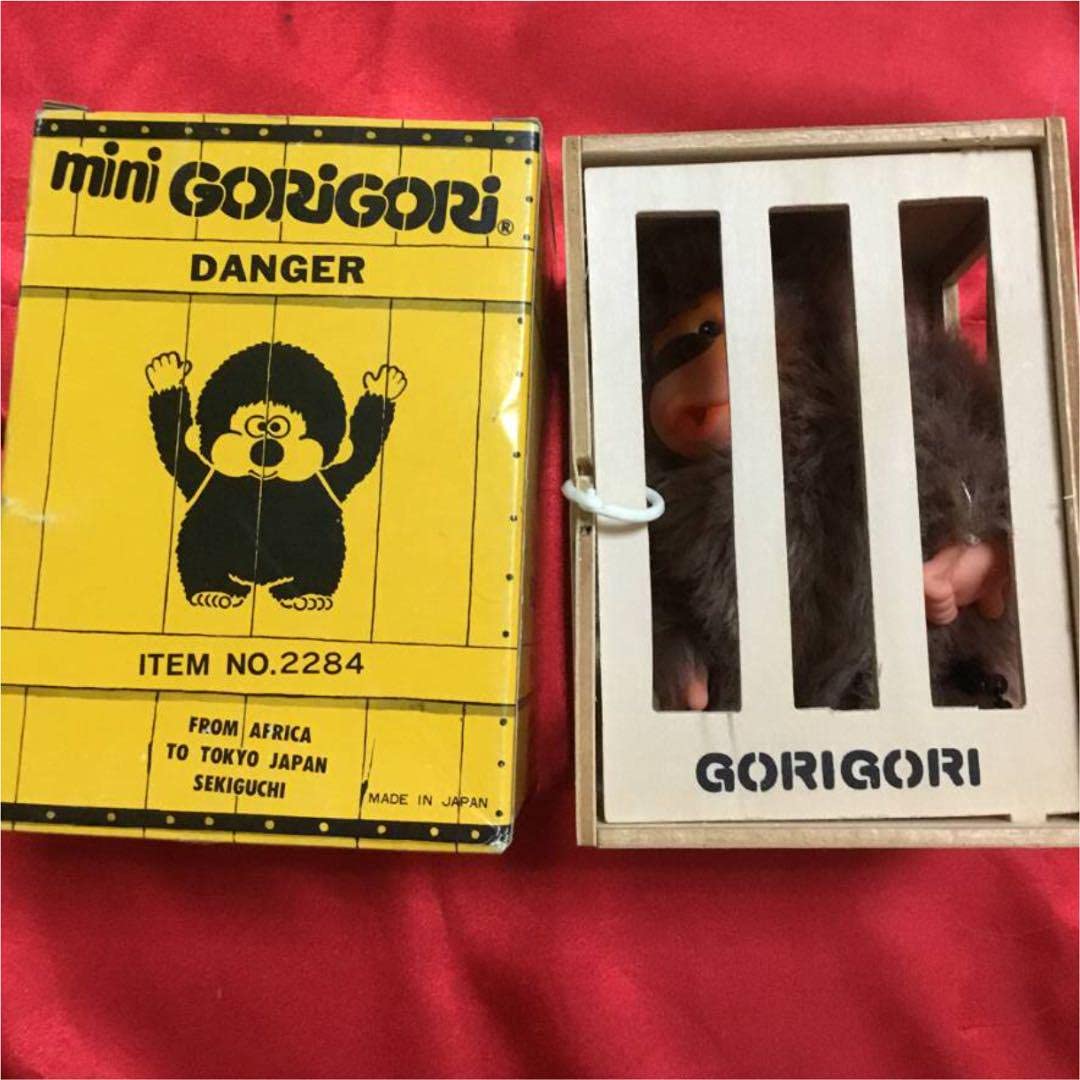 mini GORiGORi®
DANGER
ITEM NO.2284
FROM AFRICA
TO TOKYO JAPAN
SEKIGUCHI
MADE IN JAPAN
GORIGORI